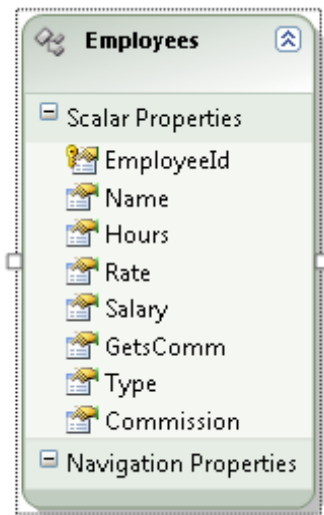 Employees
Scalar Properties
EmployeeId
Name
Hours
Rate
Salary
GetsComm
Type
Commission
Navigation Properties